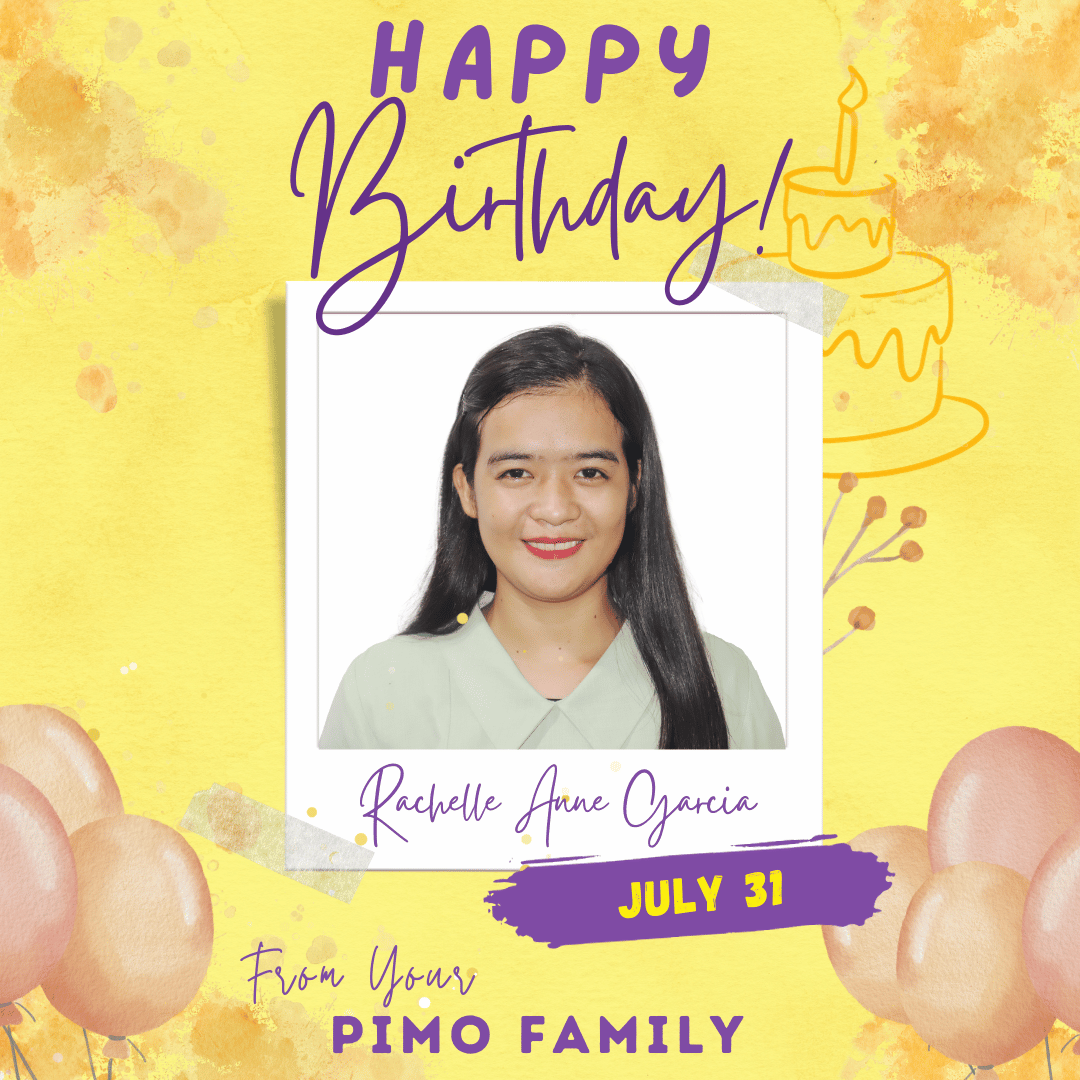 HAPPY
Birthday!
Rachelle Anne Garcia
JULY 31
From Your
PIMO FAMILY